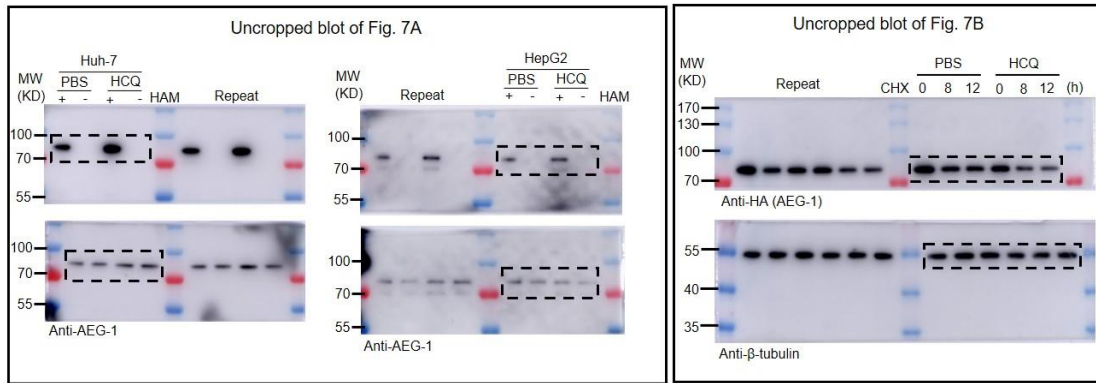 Uncropped blot of Fig. 7A
Huh-7
MW
(KD)
PBS
HCQ
+ - + -
HAM
Repeat
100
70
55
100
70
55
Anti-AEG-1
MW
(KD)
Repeat
HepG2
PBS
HCQ
+ - + -
HAM
100
70
55
100
70
55
Anti-AEG-1
Uncropped blot of Fig. 7B
MW
(KD)
Repeat
CHX
PBS
HCQ
0 8 12 0 8 12 (h)
170
130
100
70
Anti-HA (AEG-1)
55
40
35
Anti-β-tubulin